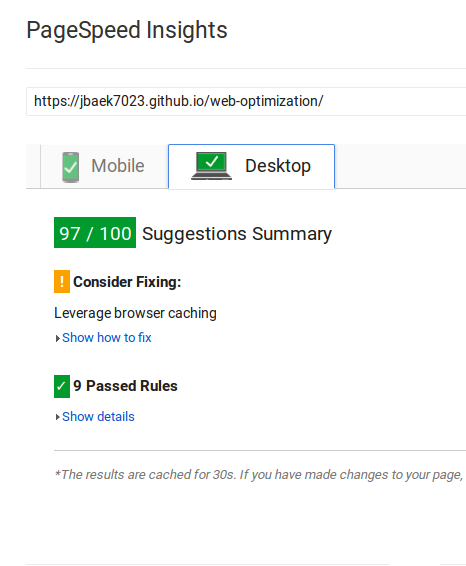 PageSpeed Insights
https://jbaek7023.github.io/web-optimization/
Mobile
Desktop
97 / 100 Suggestions Summary
! Consider Fixing:
Leverage browser caching
Show how to fix
✓ 9 Passed Rules
Show details
*The results are cached for 30s. If you have made changes to your page,